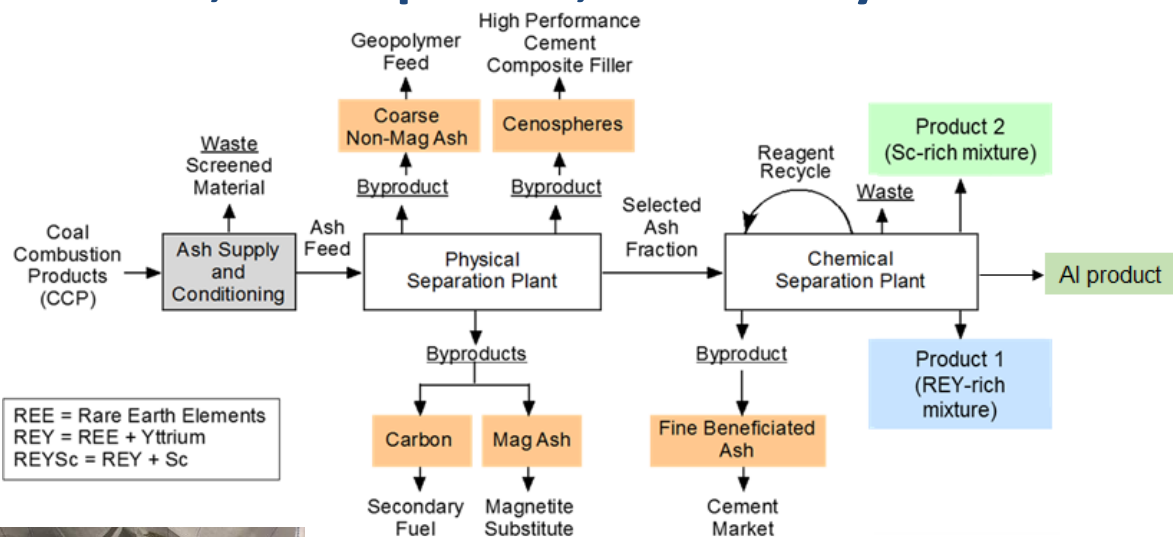 High Performance
Cement
Composite Filler
Geopolymer
Feed
Coarse
Non-Mag Ash
Cenospheres
Product 2
(Sc-rich mixture)
Waste
Screened
Material
Byproduct
Byproduct
Reagent
Recycle
Waste
Coal
Combustion
Products
(CCP)
Ash Supply
and
Conditioning
Ash
Feed
Physical
Separation Plant
Selected
Ash
Fraction
Chemical
Separation Plant
Al product
Byproducts
Byproduct
Product 1
(REY-rich
mixture)
REE = Rare Earth Elements
REY = REE + Yttrium
REYSc = REY + Sc
Carbon
Mag Ash
Fine Beneficiated
Ash
Secondary
Fuel
Magnetite
Substitute
Cement
Market